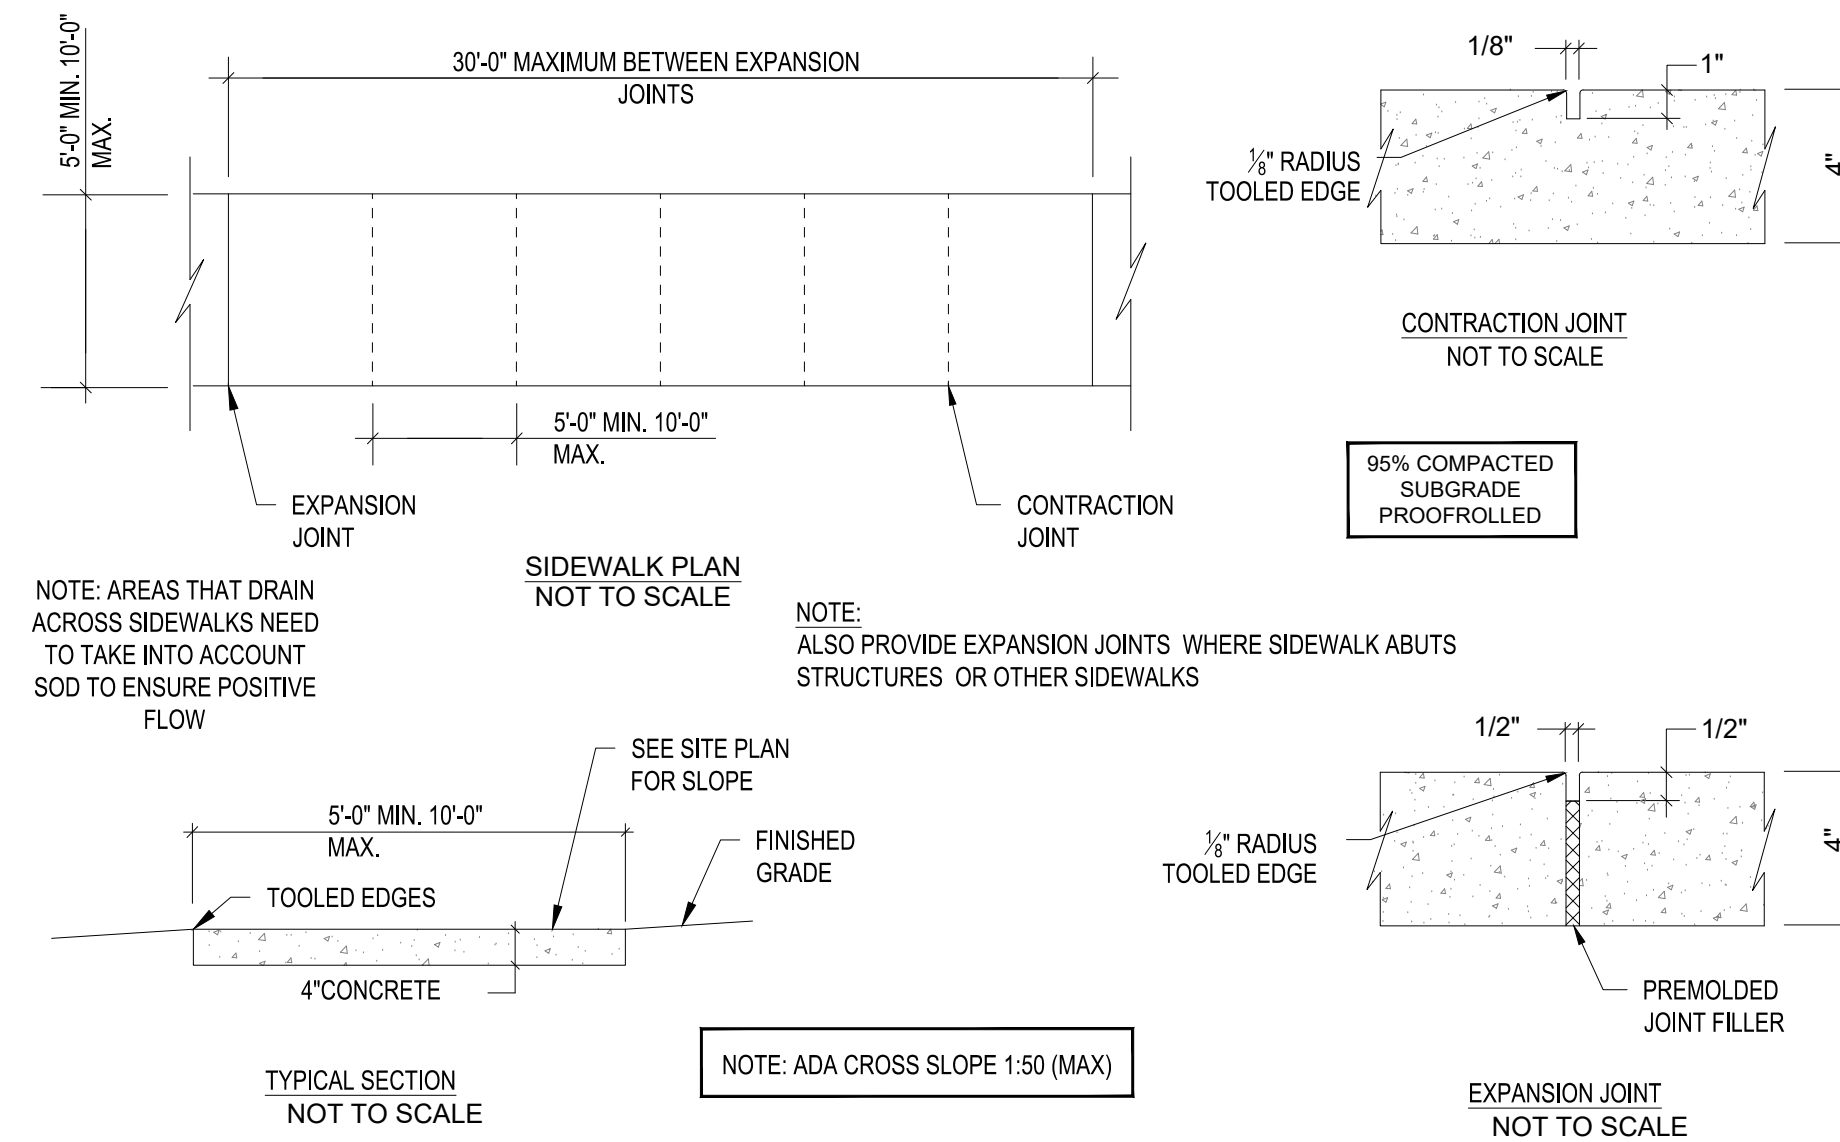 5'-0" MIN. 10'-0"
MAX.
30'-0" MAXIMUM BETWEEN EXPANSION
JOINTS
5'-0" MIN. 10'-0"
MAX.
EXPANSION
JOINT
CONTRACTION
JOINT
SIDEWALK PLAN
NOT TO SCALE
1/8"
1"
4"
⅛" RADIUS
TOOLED EDGE
CONTRACTION JOINT
NOT TO SCALE
95% COMPACTED
SUBGRADE
PROOFROLLED
NOTE: AREAS THAT DRAIN
ACROSS SIDEWALKS NEED
TO TAKE INTO ACCOUNT
SOD TO ENSURE POSITIVE
FLOW
NOTE:
ALSO PROVIDE EXPANSION JOINTS WHERE SIDEWALK ABUTS
STRUCTURES OR OTHER SIDEWALKS
SEE SITE PLAN
FOR SLOPE
5'-0" MIN. 10'-0"
MAX.
FINISHED
GRADE
TOOLED EDGES
4"CONCRETE
TYPICAL SECTION
NOT TO SCALE
NOTE: ADA CROSS SLOPE 1:50 (MAX)
1/2"
1/2"
4"
⅛" RADIUS
TOOLED EDGE
PREMOLDED
JOINT FILLER
EXPANSION JOINT
NOT TO SCALE